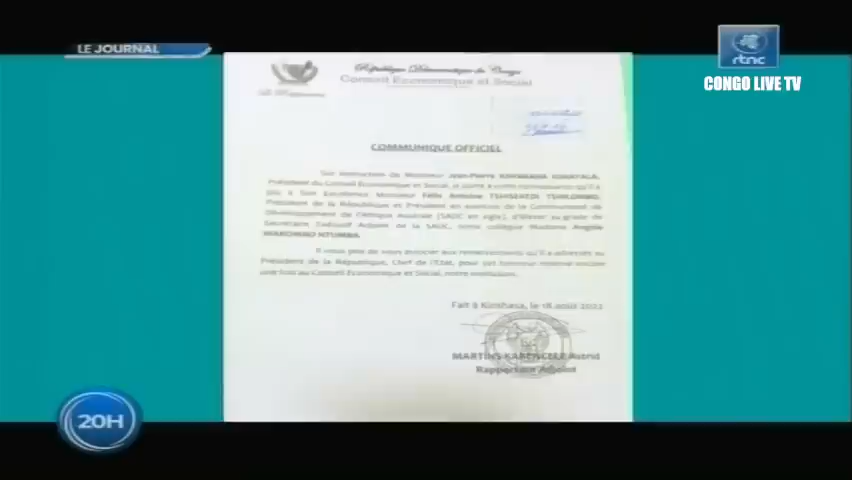 LE JOURNAL
rtnc
CONGO LIVE TV
République Démocratique du Congo
Conseil Economique et Social
COMMUNIQUE OFFICIEL
Sur instruction de Monsieur Jean-Pierre
Président du Conseil Economique et Social, je porte à votre connaissance qu'il a
plu à Son Excellence Monsieur Félix Antoine TSHISEKEDI TSHILOMBO,
Président de la République et Président en exercice de la Communauté de
Développement de l'Afrique Australe (SADC en sigle), d'élever au grade de
Secrétaire Exécutif Adjoint de la SADC, notre collègue Madame Angèle
NTUMBA.
Il vous prie de vous associer aux remerciements qu'il a adressés au
Président de la République, Chef de l'Etat, pour cet honneur réservé encore
une fois au Conseil Economique et Social, notre institution.
Fait à Kinshasa, le 18 août 2022
MARTINS Astrid
Rapporteur Adjoint
20H